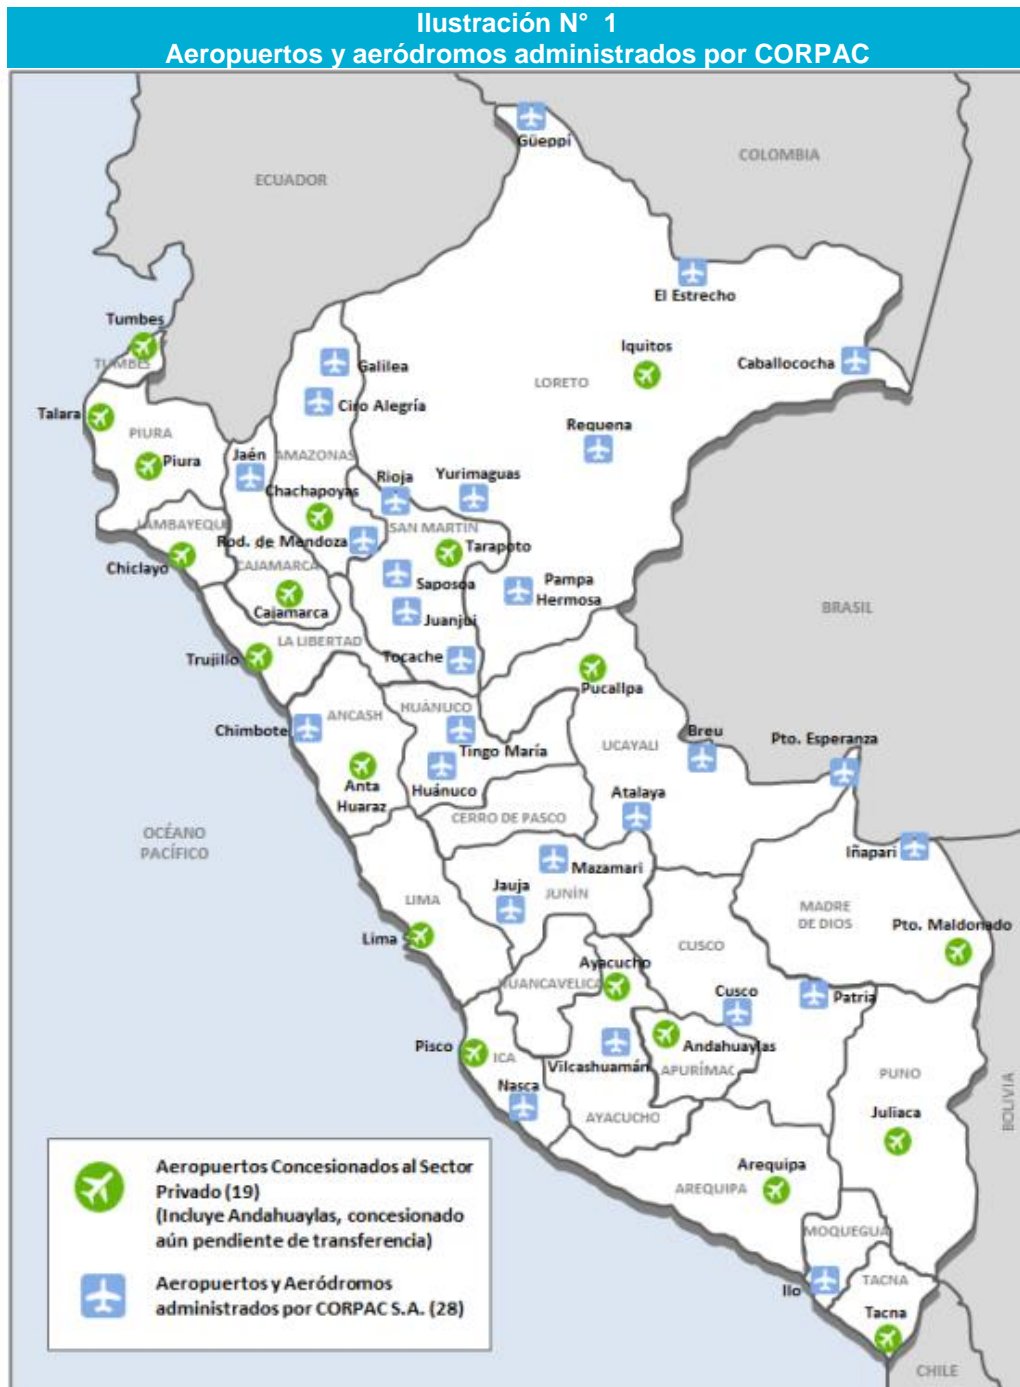 Ilustración N° 1
Aeropuertos y aeródromos administrados por CORPAC
Güeppí
COLOMBIA
ECUADOR
El Estrecho
Tumbes
TUMBES
Galilea
Iquitos
Caballococha
LORETO
Ciro Alegría
Talara
PIURA
Requena
Piura
Jaén
AMAZONAS
Rioja
Yurimaguas
Chachapoyas
LAMBAYEQU
SAN MARTIN
Rod. de Mendoza
Tarapoto
Chiclayo
CAJAMARCA
Saposoa
Pampa
Hermosa
BRASIL
Cajamarca
Juanjui
LA LIBERTAD
Trujillo
Tocache
Pucallpa
HUÁNUCO
ANCASH
Chimbote
Breu
Pto. Esperanza
Tingo María
UCAYALI
Anta
Huaraz
Huánuco
Atalaya
CERRO DE PASCO
OCÉANO
PACÍFICO
Iñapari
Mazamari
Jauja
JUNÍN
LIMA
MADRE
DE DIOS
Pto. Maldonado
Lima
CUSCO
Ayacucho
HUANCAVELICA
Cusco
Patria
Pisco
ICA
Andahuaylas
Vilcashuamán
APURÍMAC
PUNO
Nasca
BOLIVIA
AYACUCHO
Juliaca
Arequipa
AREQUIPA
MOQUEGUA
TACNA
Ilo
Tacna
CHILE
Aeropuertos Concesionados al Sector
Privado (19)
(Incluye Andahuaylas, concesionado
aún pendiente de transferencia)
Aeropuertos y Aeródromos
administrados por CORPAC S.A. (28)